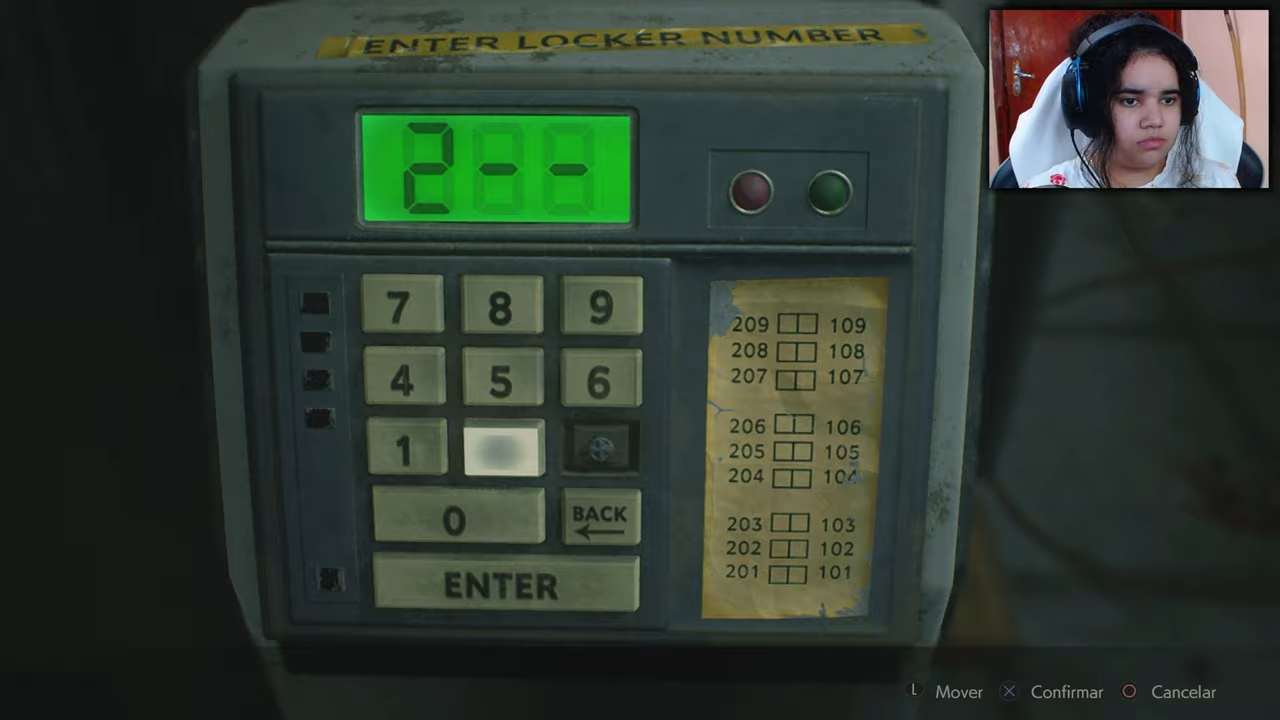 ENTER LOCKER NUMBER
2--
7 8 9
4 5 6
1
0 BACK
ENTER
209 109
208 108
207 107
206 106
205 105
204 104
203 103
202 102
201 101
L Mover Confirmar Cancelar